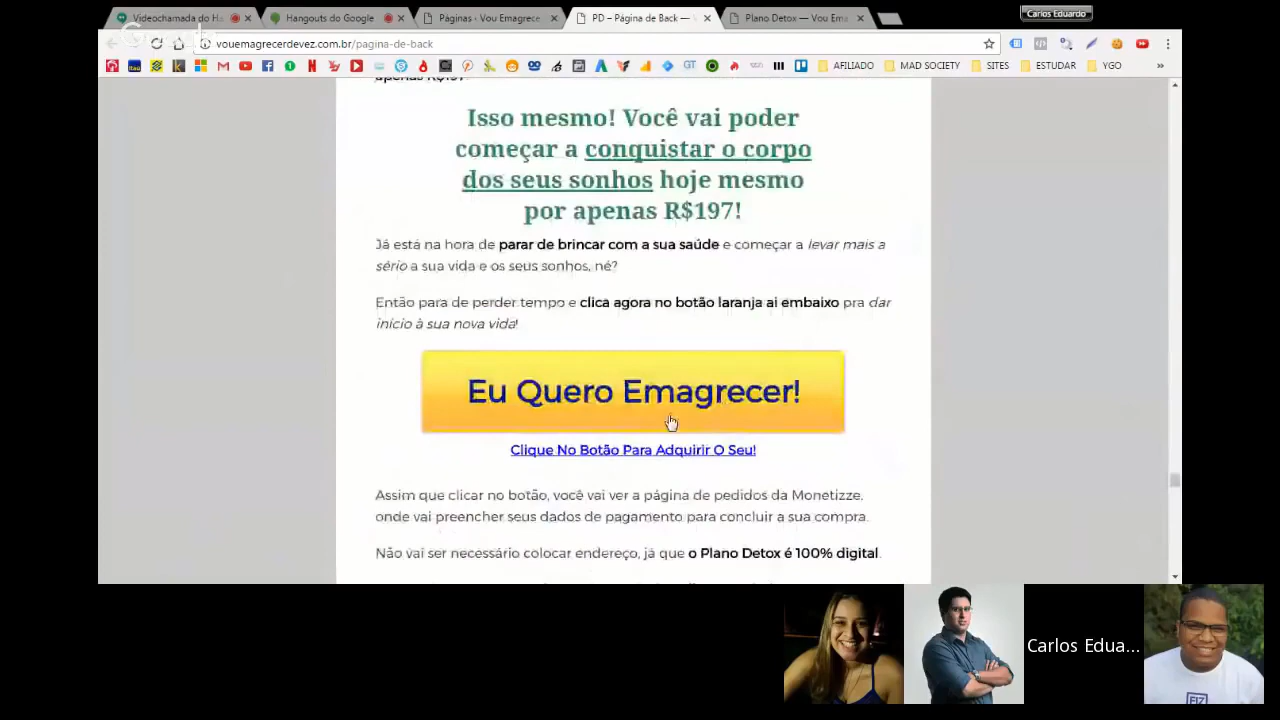 Videochamada do Ha
Hangouts do Google
Páginas ‹ Vou Emagrece
PD – Página de Back —
Plano Detox — Vou Ema
Carlos Eduardo
vouemagrecerdevez.com.br/pagina-de-back
AFILIADO
MAD SOCIETY
SITES
ESTUDAR
YGO
apenas R$197
Isso mesmo! Você vai poder
começar a conquistar o corpo
dos seus sonhos hoje mesmo
por apenas R$197!
Já está na hora de parar de brincar com a sua saúde e começar a levar mais a
sério a sua vida e os seus sonhos, né?
Então para de perder tempo e clica agora no botão laranja ai embaixo pra dar
início à sua nova vida!
Eu Quero Emagrecer!
Clique No Botão Para Adquirir O Seu!
Assim que clicar no botão, você vai ver a página de pedidos da Monetizze,
onde vai preencher seus dados de pagamento para concluir a sua compra.
Não vai ser necessário colocar endereço, já que o Plano Detox é 100% digital.
Carlos Edua...
FIZ